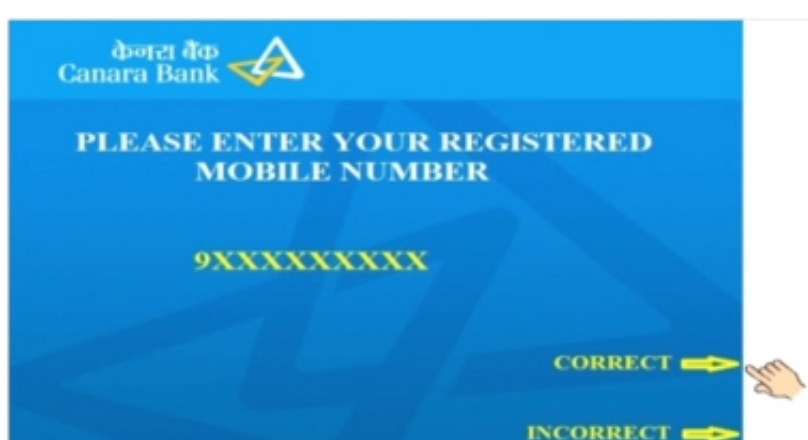 केनरा बैंक
Canara Bank
PLEASE ENTER YOUR REGISTERED
MOBILE NUMBER
9XXXXXXXXX
CORRECT
INCORRECT